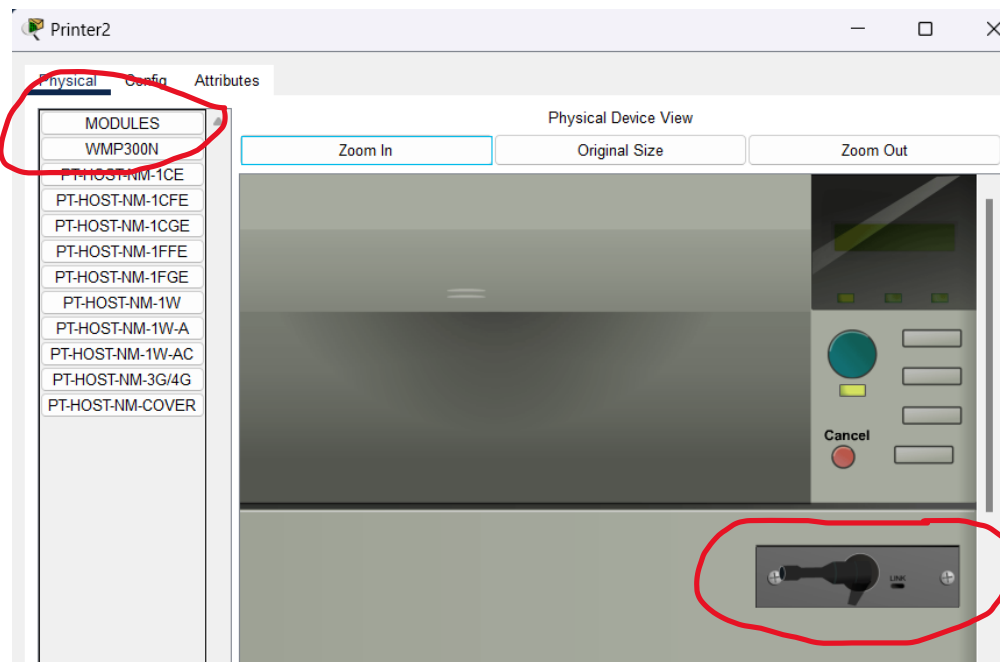 Printer2
Physical Config Attributes
MODULES
WMP300N
PT-HOST-NM-1CE
PT-HOST-NM-1CFE
PT-HOST-NM-1CGE
PT-HOST-NM-1FFE
PT-HOST-NM-1FGE
PT-HOST-NM-1W
PT-HOST-NM-1W-A
PT-HOST-NM-1W-AC
PT-HOST-NM-3G/4G
PT-HOST-NM-COVER
Physical Device View
Zoom In Original Size Zoom Out
Cancel
LINK